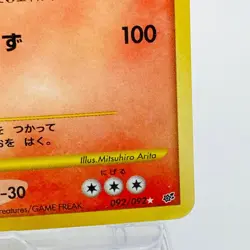 ず 100
を つかって
を はく。
Illus. Mitsuhiro Arita
にげる
-30
092/092
reatures/GAME FREAK